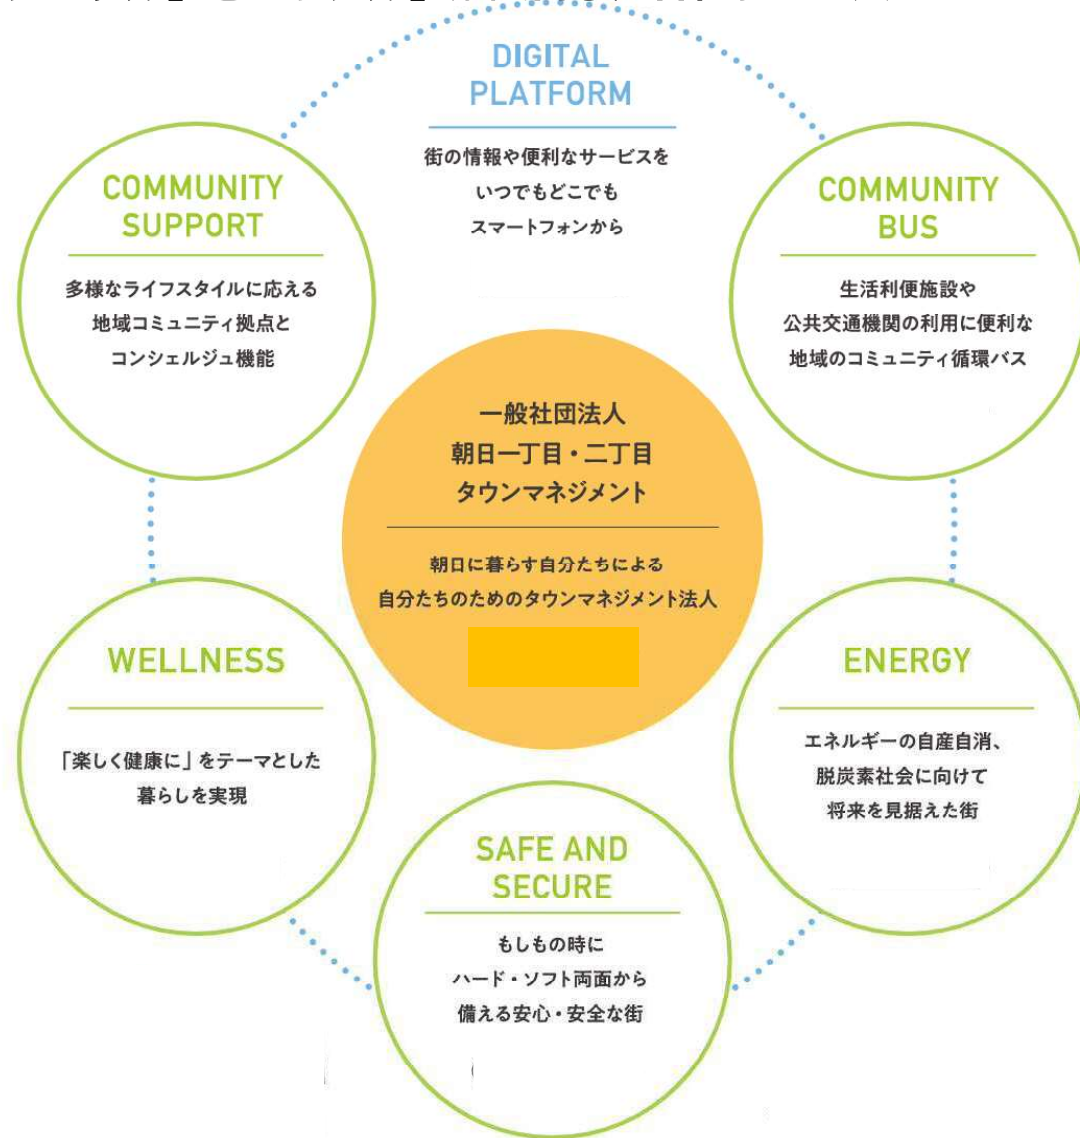 DIGITAL
PLATFORM
街の情報や便利なサービスを
いつでもどこでも
スマートフォンから
COMMUNITY
SUPPORT
多様なライフスタイルに応える
地域コミュニティ拠点と
コンシェルジュ機能
COMMUNITY
BUS
生活利便施設や
公共交通機関の利用に便利な
地域のコミュニティ循環バス
一般社団法人
朝日一丁目・二丁目
タウンマネジメント
朝日に暮らす自分たちによる
自分たちのためのタウンマネジメント法人
WELLNESS
「楽しく健康に」をテーマとした
暮らしを実現
ENERGY
エネルギーの自産自消、
脱炭素社会に向けて
将来を見据えた街
SAFE AND
SECURE
もしもの時に
ハード・ソフト両面から
備える安心・安全な街